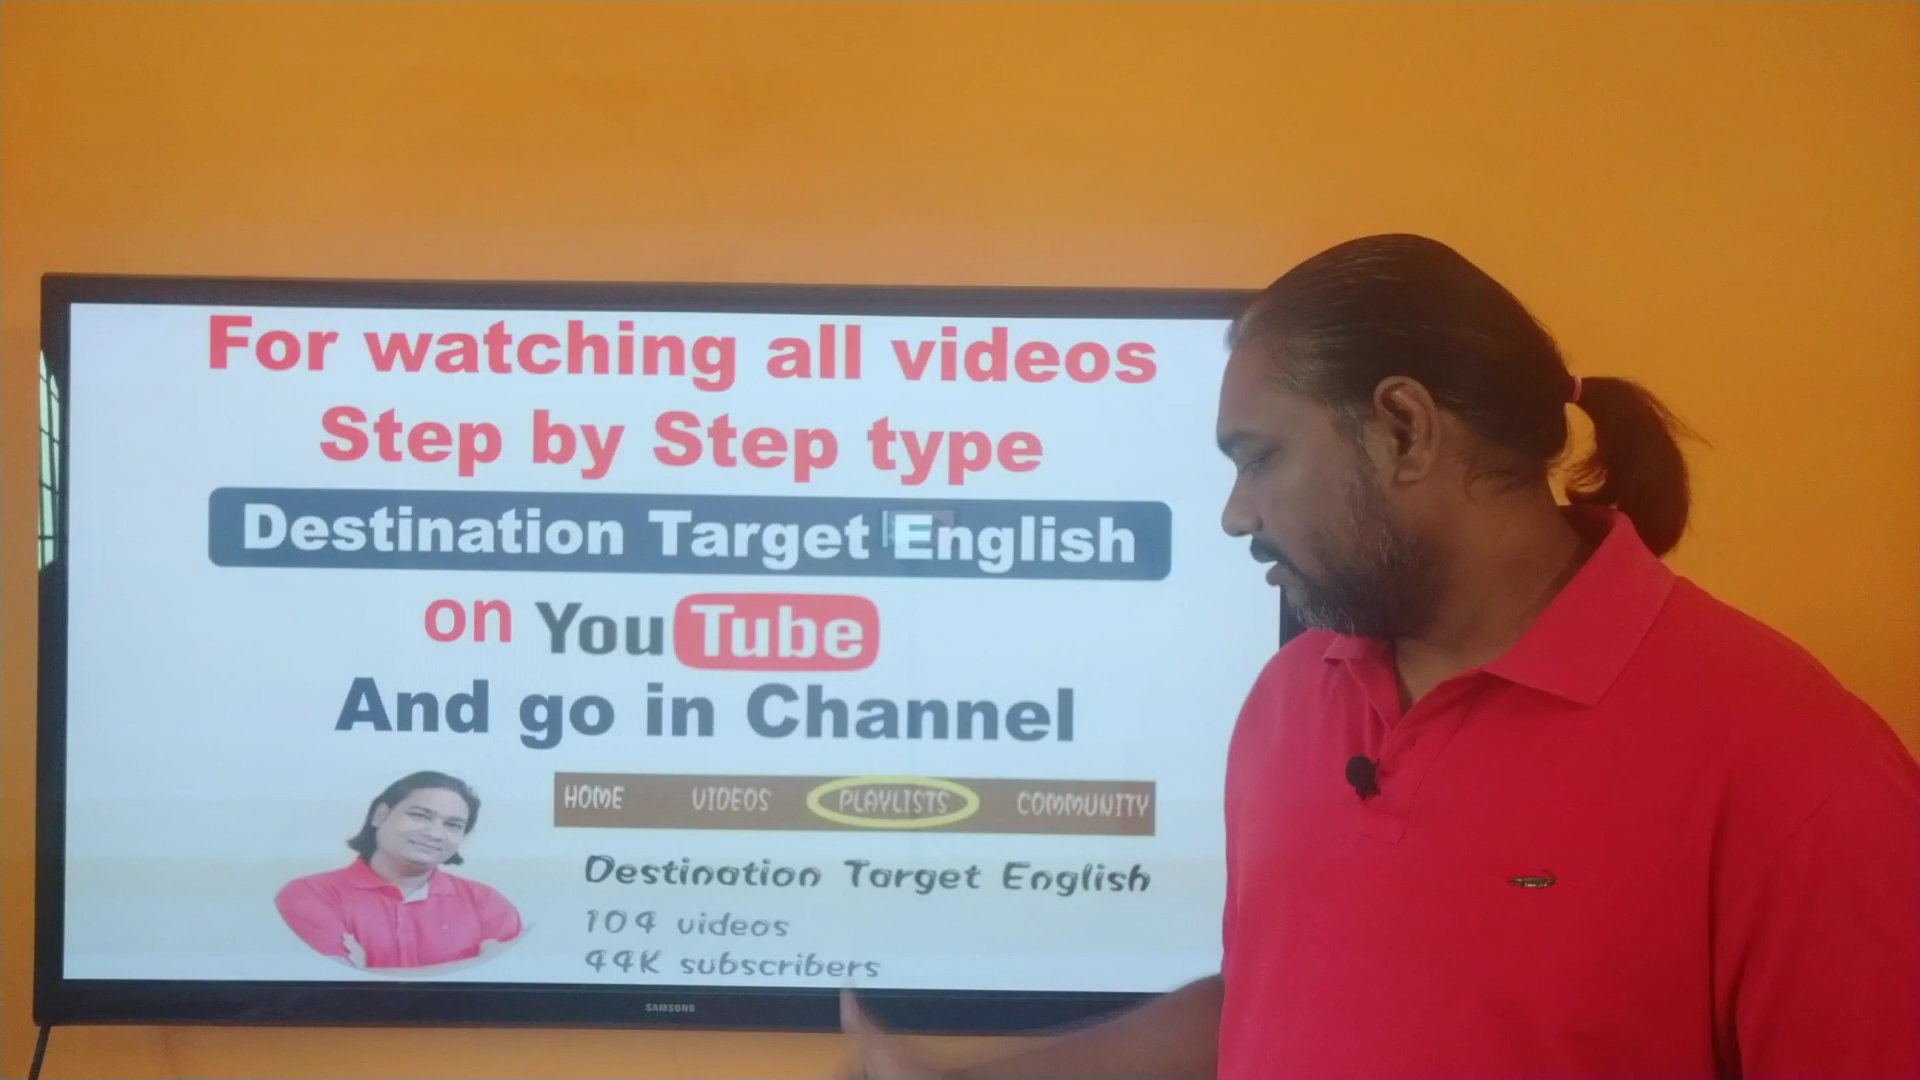 For watching all videos
Step by Step type
Destination Target English
on YouTube
And go in Channel
HOME VIDEOS PLAYLISTS COMMUNITY
Destination Target English
104 videos
44K subscribers
SAMSUNG